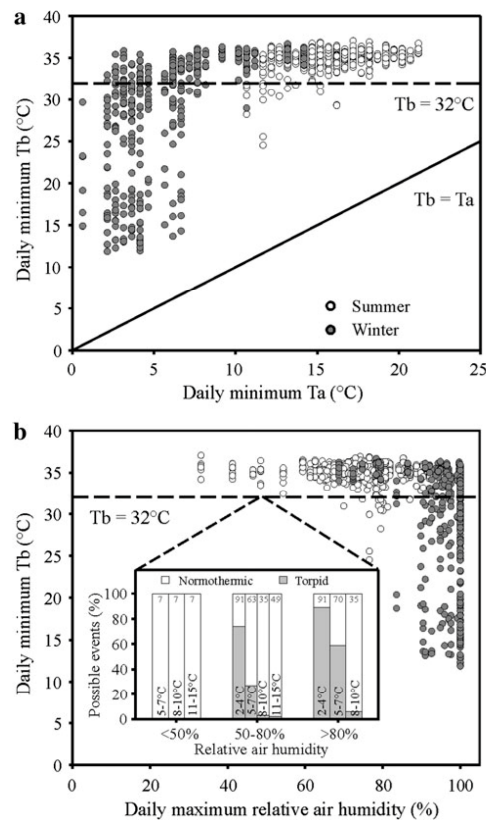 a
40
35
30
25
20
15
10
5
0
Daily minimum Tb (°C)
Tb = 32°C
Tb = Ta
Summer
Winter
0 5 10 15 20 25
Daily minimum Ta (°C)
b
40
35
30
25
20
15
10
5
0
Daily minimum Tb (°C)
Tb = 32°C
Normothermic Torpid
100
80
60
40
20
0
Possible events (%)
7 7 7 91 63 35 49 91 70 35
5-7°C 8-10°C 11-15°C 2-4°C 5-7°C 8-10°C 11-15°C 2-4°C 5-7°C 8-10°C
<50% 50-80% >80%
Relative air humidity
0 20 40 60 80 100
Daily maximum relative air humidity (%)